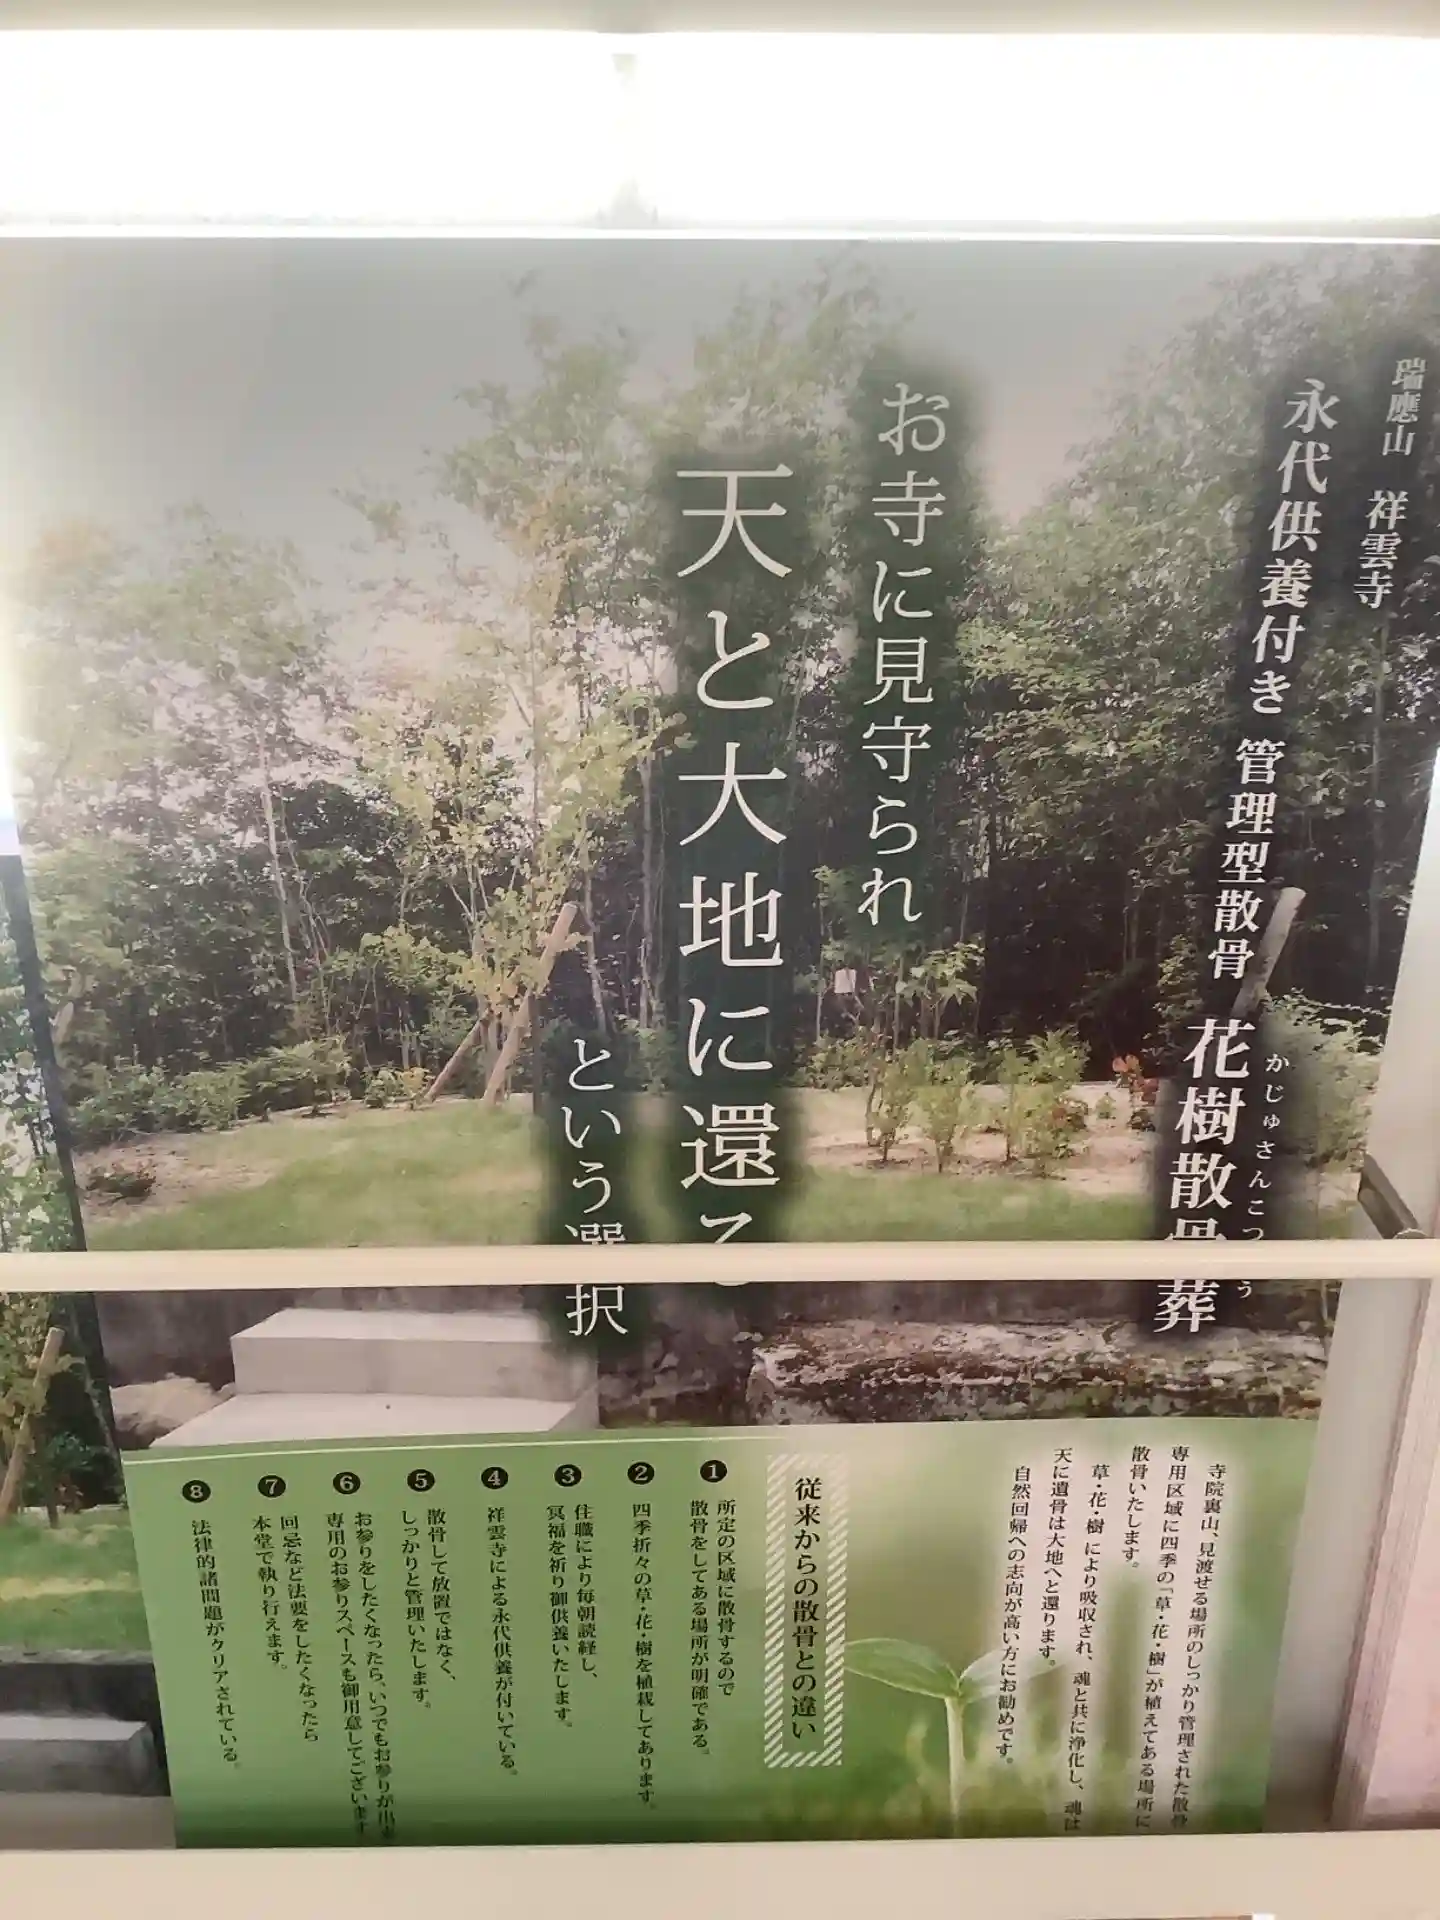 瑞應山 祥雲寺
永代供養付き 管理型散骨 花樹散骨葬
かじゅさんこつ
う
お寺に見守られ
天と大地に還る
という選択
寺院裏山、見渡せる場所のしっかり管理された散骨
専用区域に四季の「草・花・樹」が植えてある場所に
散骨いたします。
草・花・樹 により吸収され、魂と共に浄化し、魂は
天に遺骨は大地へと還ります。
自然回帰への志向が高い方にお勧めです。
従来からの散骨との違い
❶ 所定の区域に散骨するので
散骨をしてある場所が明確である。
❷ 四季折々の草・花・樹を植栽してあります。
❸ 住職により毎朝読経し、
冥福を祈り御供養いたします。
❹ 祥雲寺による永代供養が付いている。
❺ 散骨して放置ではなく、
しっかりと管理いたします。
❻ お参りをしたくなったら、いつでもお参りが出来
専用のお参りスペースも御用意してございます
❼ 回忌など法要をしたくなったら
本堂で執り行えます。
❽ 法律的諸問題がクリアされている。